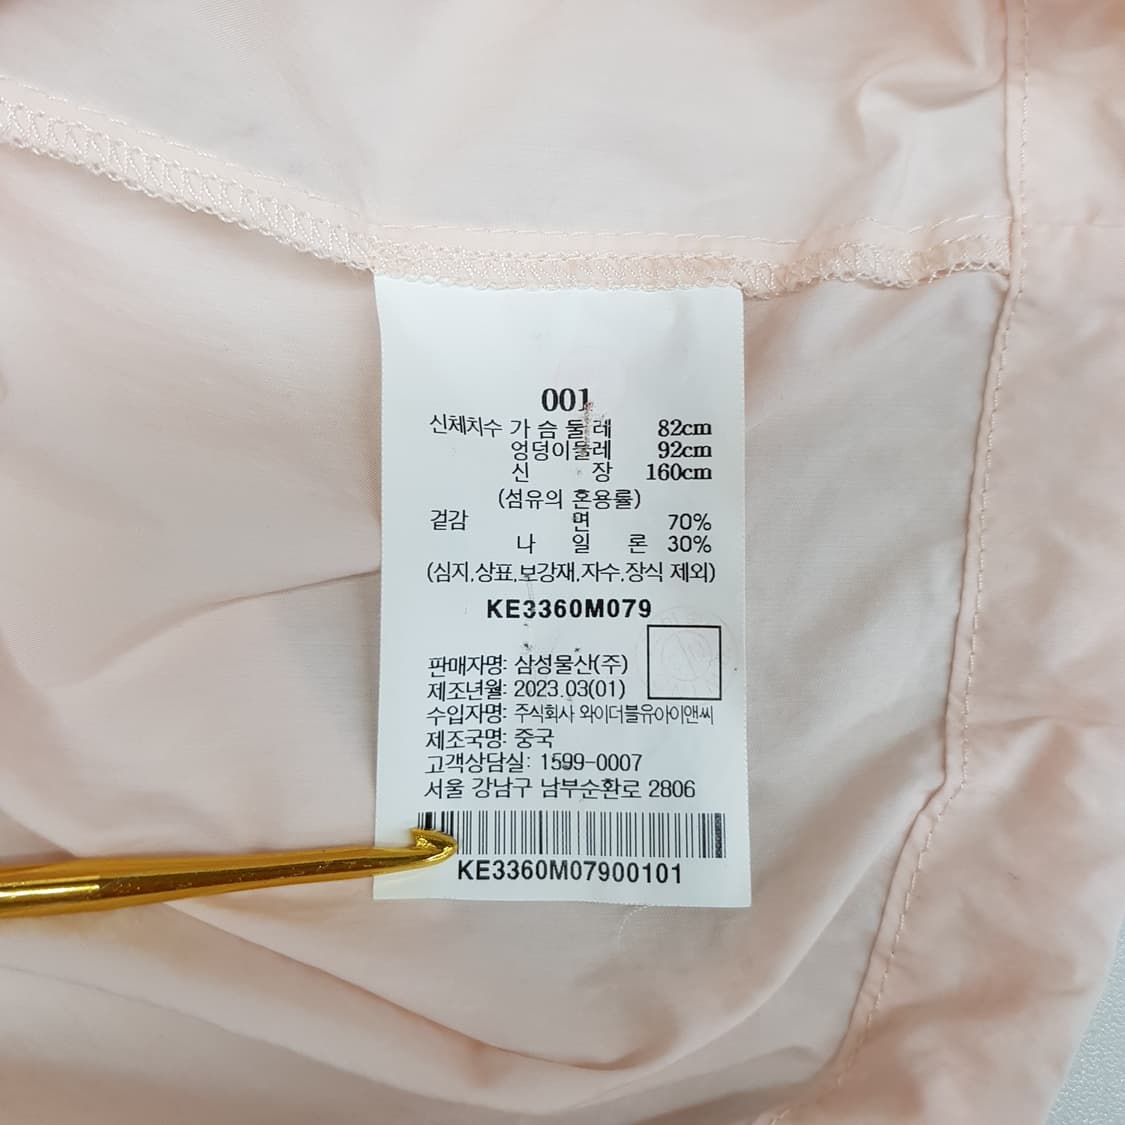 001
신체치수 가슴둘레 82cm
엉덩이둘레 92cm
신 장 160cm
(섬유의 혼용률)
겉감 면 70%
나 일 론 30%
(심지,상표,보강재,자수,장식 제외)
KE3360M079
판매자명: 삼성물산(주)
제조년월: 2023.03(01)
수입자명: 주식회사 와이더블유아이앤씨
제조국명: 중국
고객상담실: 1599-0007
서울 강남구 남부순환로 2806
KE3360M07900101